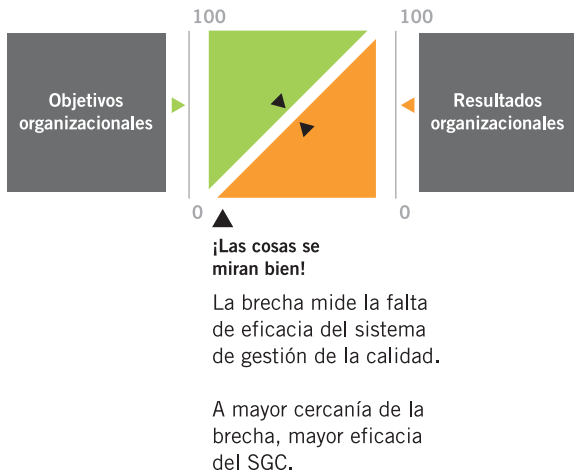 100
100
Objetivos
organizacionales
Resultados
organizacionales
0
0
¡Las cosas se
miran bien!
La brecha mide la falta
de eficacia del sistema
de gestión de la calidad.
A mayor cercanía de la
brecha, mayor eficacia
del SGC.